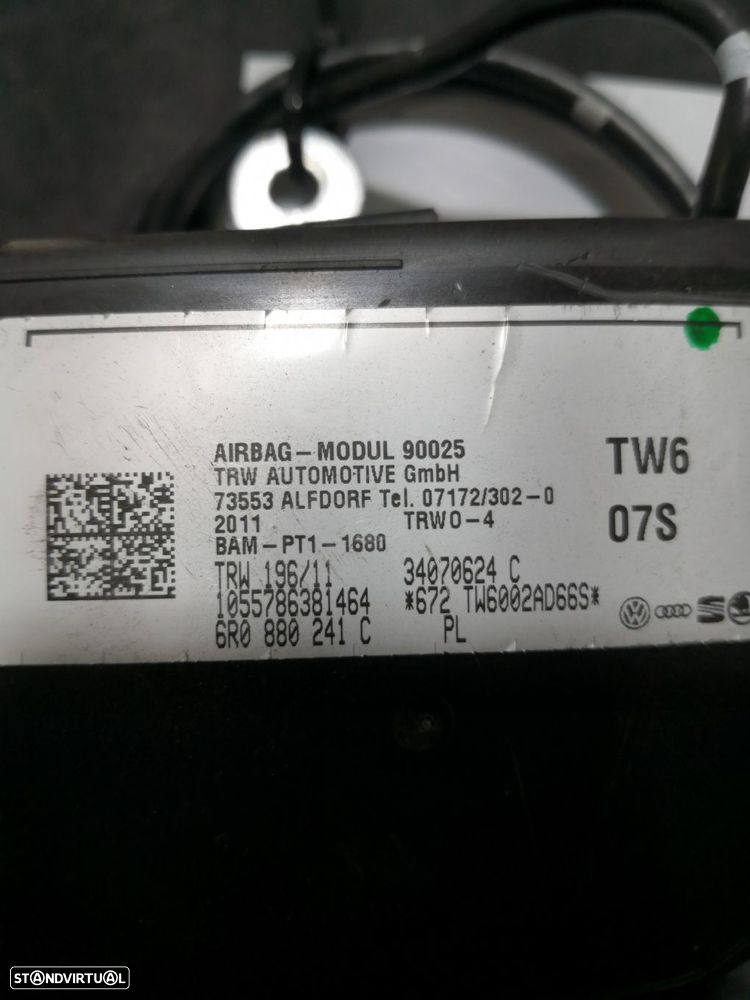 AIRBAG-MODUL 90025
TRW AUTOMOTIVE GmbH
73553 ALFDORF Tel. 07172/302-0
2011 TRWO-4
BAM-PT1-1680
TRW 196/11 34070624 C
1055786381464 *672 TW6002AD66S*
6R0 880 241 C PL
TW6
07S
STANDVIRTUAL